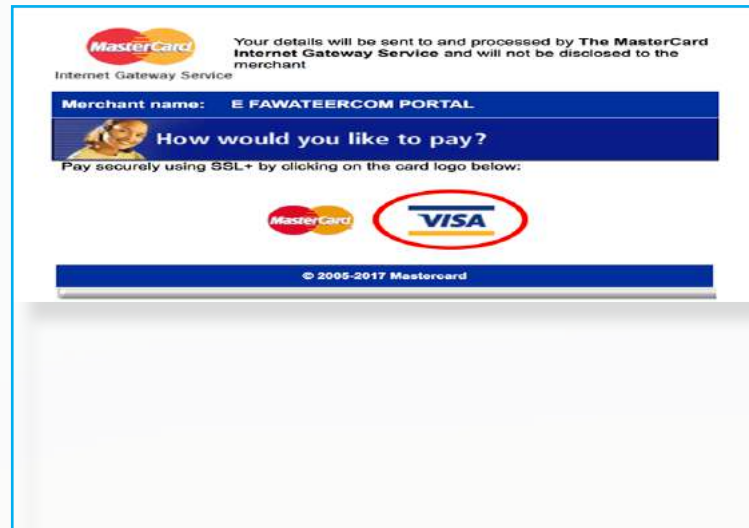 MasterCard
Your details will be sent to and processed by The MasterCard
Internet Gateway Service and will not be disclosed to the
merchant
Internet Gateway Service
Merchant name: E FAWATEERCOM PORTAL
How would you like to pay?
Pay securely using SSL+ by clicking on the card logo below:
MasterCard VISA
© 2005-2017 Mastercard